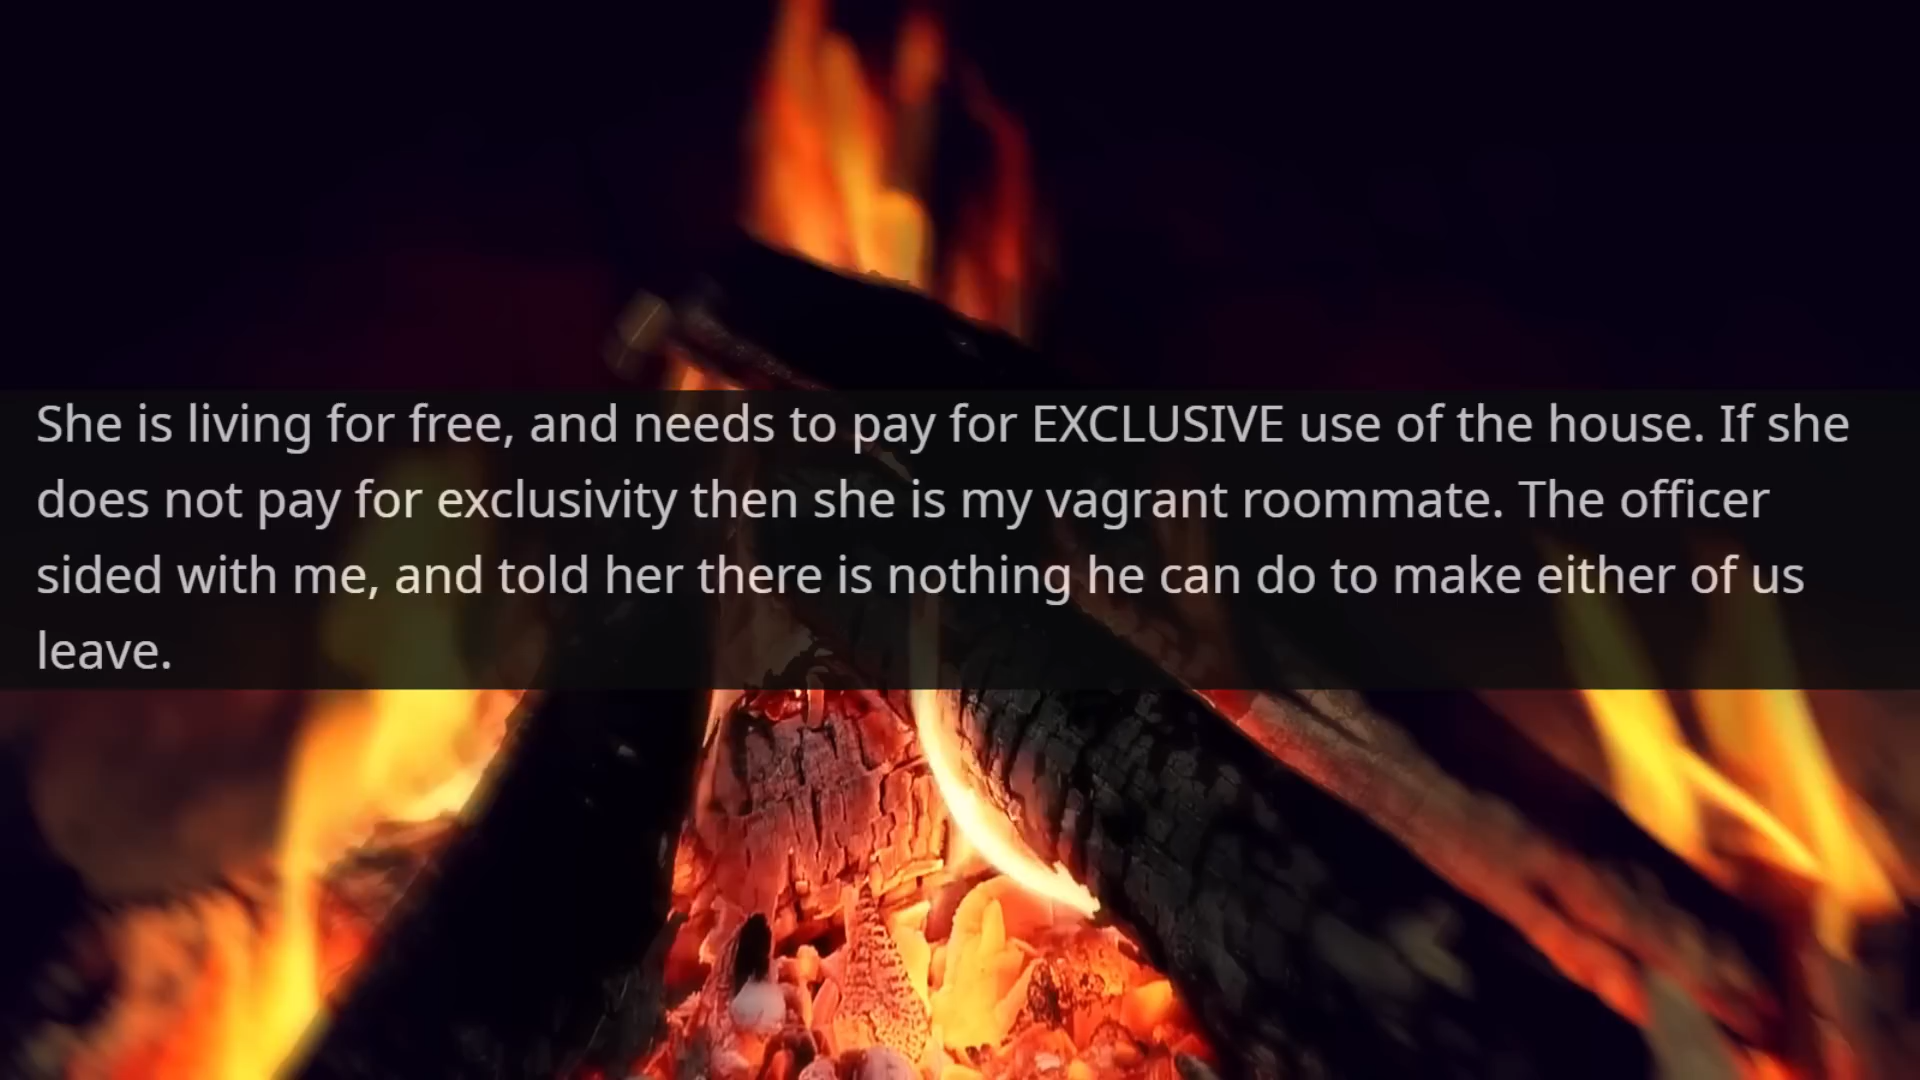 She is living for free, and needs to pay for EXCLUSIVE use of the house. If she
does not pay for exclusivity then she is my vagrant roommate. The officer
sided with me, and told her there is nothing he can do to make either of us
leave.